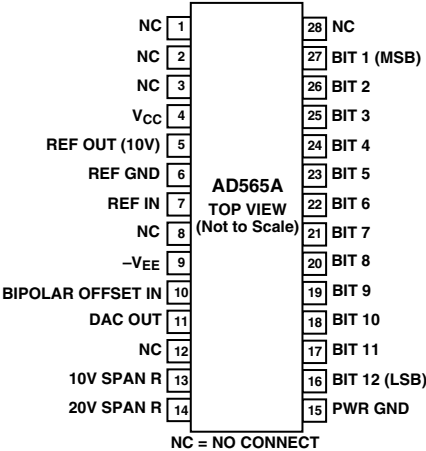 NC 1
NC 2
NC 3
VCC 4
REF OUT (10V) 5
REF GND 6
REF IN 7
NC 8
–VEE 9
BIPOLAR OFFSET IN 10
DAC OUT 11
NC 12
10V SPAN R 13
20V SPAN R 14
AD565A
TOP VIEW
(Not to Scale)
28 NC
27 BIT 1 (MSB)
26 BIT 2
25 BIT 3
24 BIT 4
23 BIT 5
22 BIT 6
21 BIT 7
20 BIT 8
19 BIT 9
18 BIT 10
17 BIT 11
16 BIT 12 (LSB)
15 PWR GND
NC = NO CONNECT